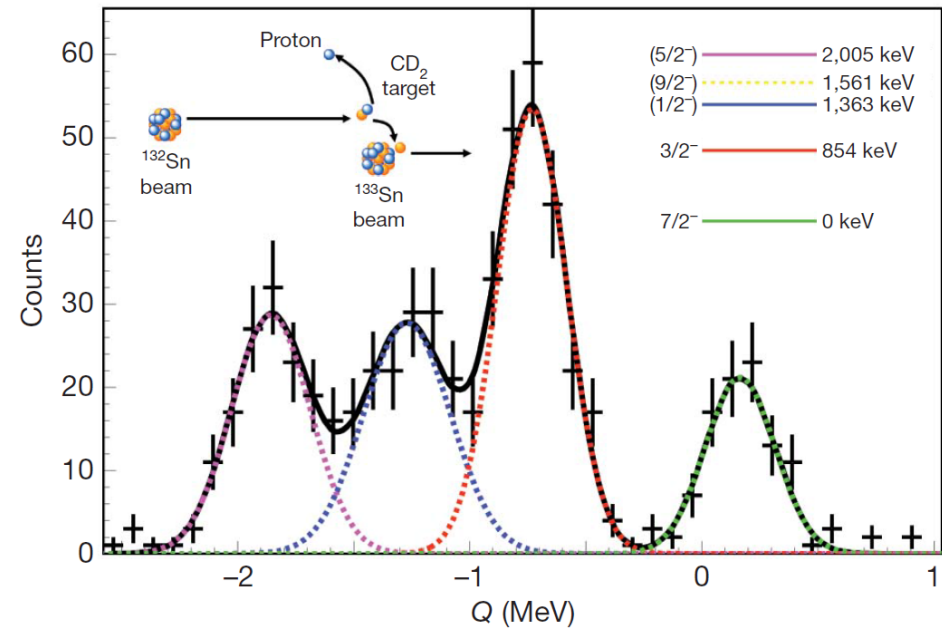 Proton
CD₂
target
¹³²Sn
beam
¹³³Sn
beam
(5/2⁻) 2,005 keV
(9/2⁻) 1,561 keV
(1/2⁻) 1,363 keV
3/2⁻ 854 keV
7/2⁻ 0 keV
Counts
60
50
40
30
20
10
0
−2 −1 0 1
Q (MeV)